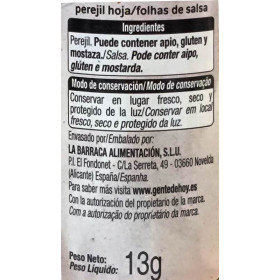 perejil hoja/folhas de salsa
Ingredientes
Perejil. Puede contener apio, gluten y
mostaza./Salsa. Pode conter aipo,
glúten e mostarda.
Modo de conservación/Modo de conservação
Conservar en lugar fresco, seco y
protegido de la luz/Conservar em local
fresco, seco e protegido da luz.
Envasado por/Embalado por:
LA BARRACA ALIMENTACIÓN, S.L.U.
P.I. El Fondonet - C/La Serreta, 49 - 03660 Novelda
(Alicante) España/Espanha.
Para saber más visita www.gentedehoy.es
Con la autorización del propietario de la marca.
Com a autorização do proprietário da marca.
Peso Neto:
Peso Líquido: 13g